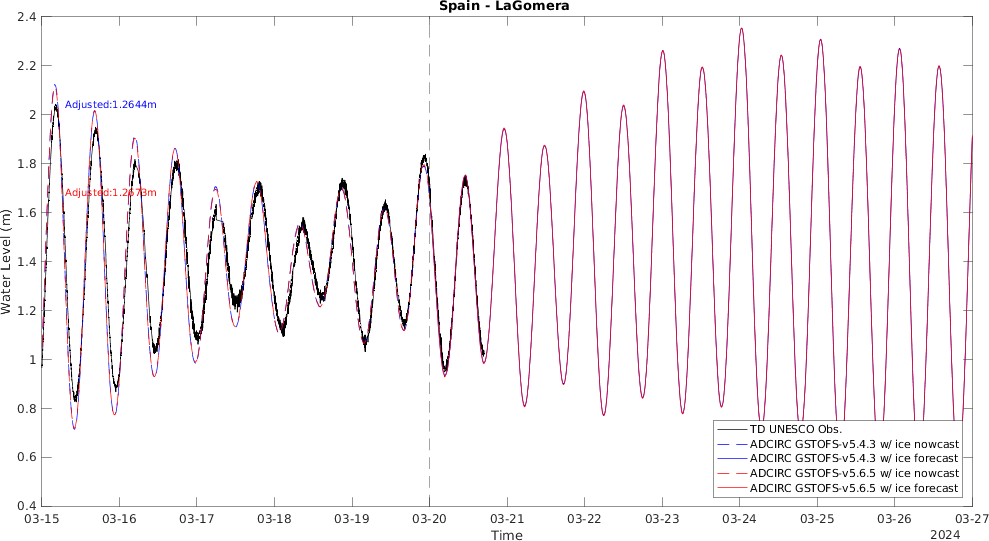 Spain - LaGomera
Water Level (m)
2.4
2.2
2
1.8
1.6
1.4
1.2
1
0.8
0.6
0.4
Adjusted:1.2644m
Adjusted:1.2673m
TD UNESCO Obs.
ADCIRC GSTOFS-v5.4.3 w/ ice nowcast
ADCIRC GSTOFS-v5.4.3 w/ ice forecast
ADCIRC GSTOFS-v5.6.5 w/ ice nowcast
ADCIRC GSTOFS-v5.6.5 w/ ice forecast
03-15 03-16 03-17 03-18 03-19 03-20 03-21 03-22 03-23 03-24 03-25 03-26 03-27
Time
2024